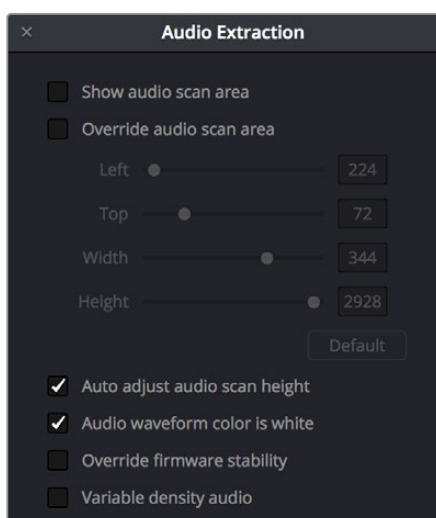 Audio Extraction
Show audio scan area
Override audio scan area
Left 224
Top 72
Width 344
Height 2928
Default
Auto adjust audio scan height
Audio waveform color is white
Override firmware stability
Variable density audio